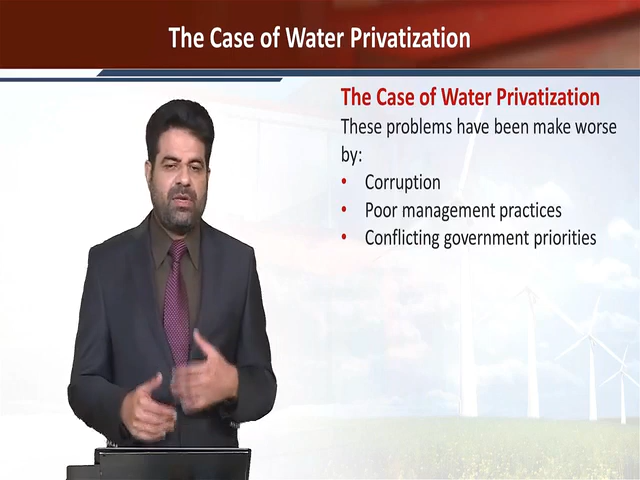 The Case of Water Privatization
The Case of Water Privatization
These problems have been make worse
by:
• Corruption
• Poor management practices
• Conflicting government priorities